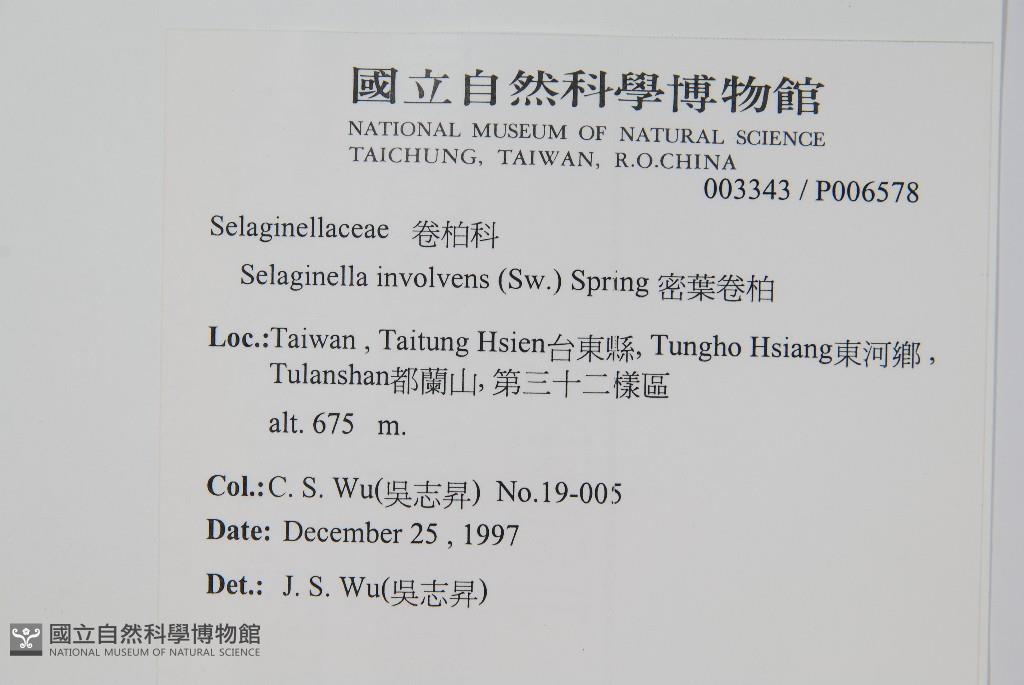 國立自然科學博物館
NATIONAL MUSEUM OF NATURAL SCIENCE
TAICHUNG, TAIWAN, R.O.CHINA
003343 / P006578
Selaginellaceae 卷柏科
Selaginella involvens (Sw.) Spring 密葉卷柏
Loc.:Taiwan , Taitung Hsien台東縣, Tungho Hsiang東河鄉 ,
Tulanshan都蘭山, 第三十二樣區
alt. 675 m.
Col.: C. S. Wu(吳志昇) No.19-005
Date: December 25 , 1997
Det.: J. S. Wu(吳志昇)
國立自然科學博物館
NATIONAL MUSEUM OF NATURAL SCIENCE